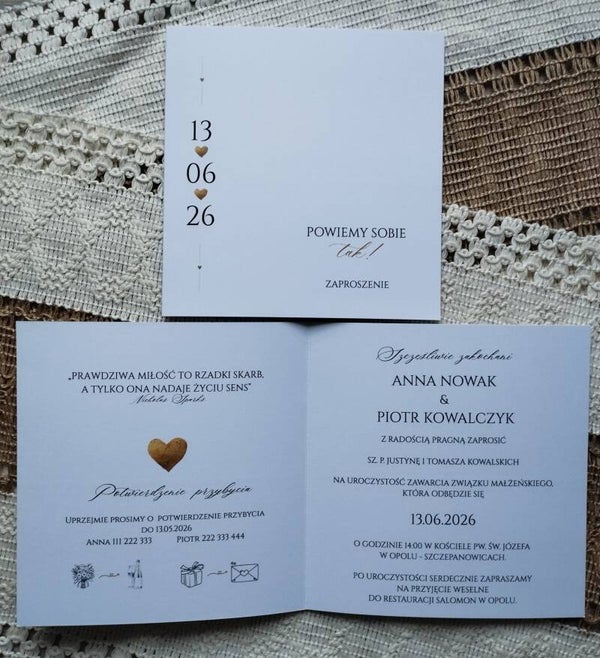 13
06
26
POWIEMY SOBIE
tak!
ZAPROSZENIE
„PRAWDZIWA MIŁOŚĆ TO RZADKI SKARB,
A TYLKO ONA NADAJE ŻYCIU SENS”
Nicholas Sparks
Potwierdzenie przybycia
UPRZEJMIE PROSIMY O POTWIERDZENIE PRZYBYCIA
DO 13.05.2026
ANNA 111 222 333 PIOTR 222 333 444
Szczęśliwie zakochani
ANNA NOWAK
&
PIOTR KOWALCZYK
Z RADOŚCIĄ PRAGNĄ ZAPROSIĆ
SZ. P. JUSTYNĘ I TOMASZA KOWALSKICH
NA UROCZYSTOŚĆ ZAWARCIA ZWIĄZKU MAŁŻEŃSKIEGO,
KTÓRA ODBĘDZIE SIĘ
13.06.2026
O GODZINIE 14:00 W KOŚCIELE PW. ŚW. JÓZEFA
W OPOLU - SZCZEPANOWICACH.
PO UROCZYSTOŚCI SERDECZNIE ZAPRASZAMY
NA PRZYJĘCIE WESELNE
DO RESTAURACJI SALOMON W OPOLU.